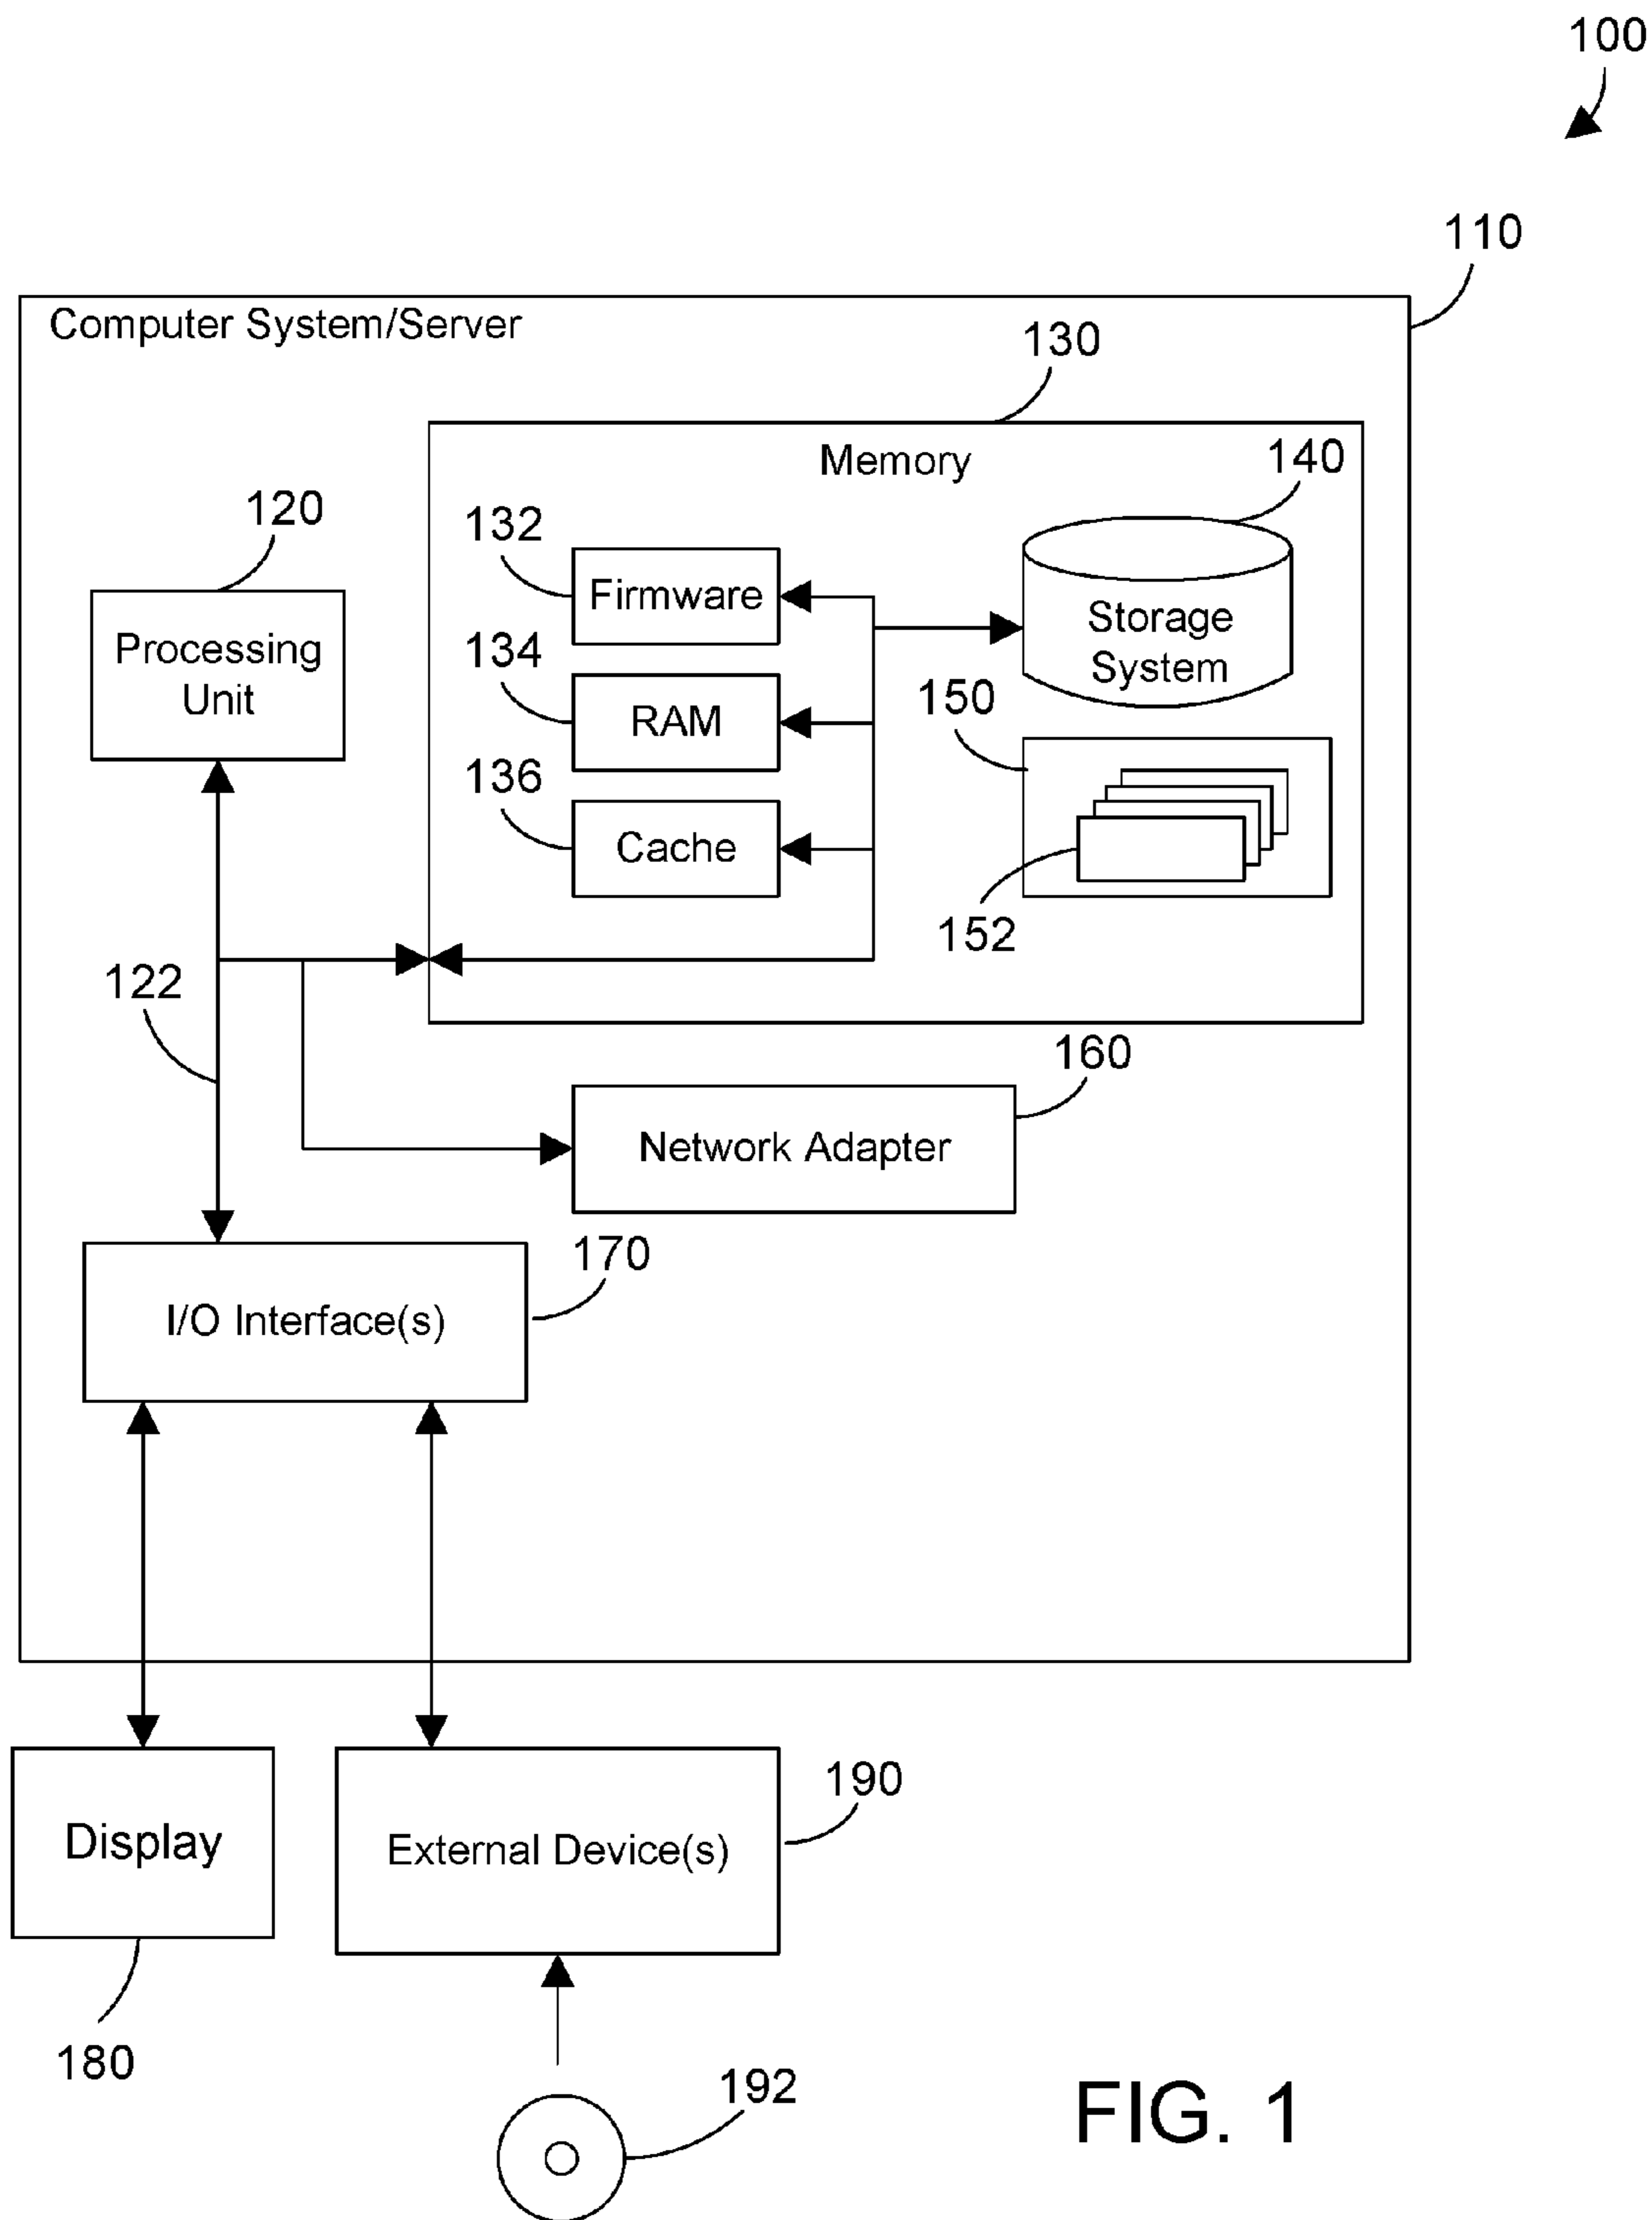 100
110
Computer System/Server
130
Memory
140
120
132
Firmware
Storage
System
Processing
Unit
134
RAM
150
136
Cache
152
122
160
Network Adapter
170
I/O Interface(s)
190
Display
External Device(s)
180
192
FIG. 1